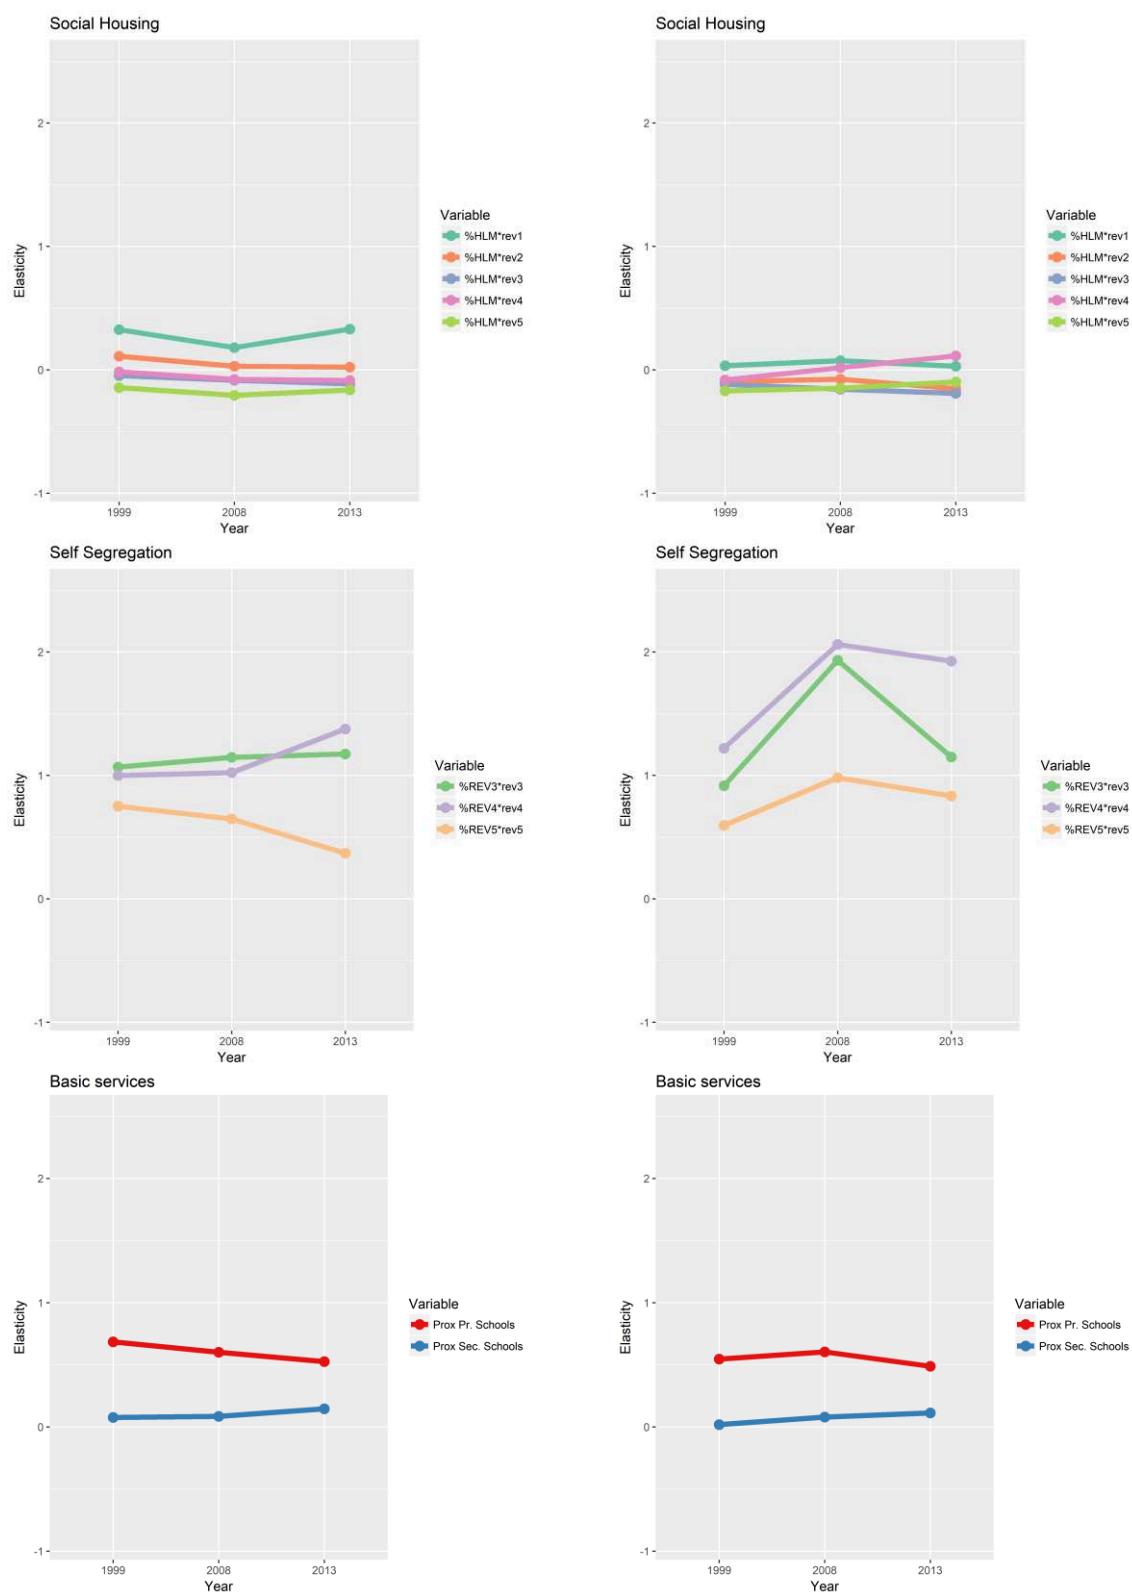 Social Housing
2
1
0
-1
Elasticity
1999 2008 2013
Year
Variable
%HLM*rev1
%HLM*rev2
%HLM*rev3
%HLM*rev4
%HLM*rev5
Social Housing
2
1
0
-1
Elasticity
1999 2008 2013
Year
Variable
%HLM*rev1
%HLM*rev2
%HLM*rev3
%HLM*rev4
%HLM*rev5
Self Segregation
2
1
0
-1
Elasticity
1999 2008 2013
Year
Variable
%REV3*rev3
%REV4*rev4
%REV5*rev5
Self Segregation
2
1
0
-1
Elasticity
1999 2008 2013
Year
Variable
%REV3*rev3
%REV4*rev4
%REV5*rev5
Basic services
2
1
0
-1
Elasticity
1999 2008 2013
Year
Variable
Prox Pr. Schools
Prox Sec. Schools
Basic services
2
1
0
-1
Elasticity
1999 2008 2013
Year
Variable
Prox Pr. Schools
Prox Sec. Schools